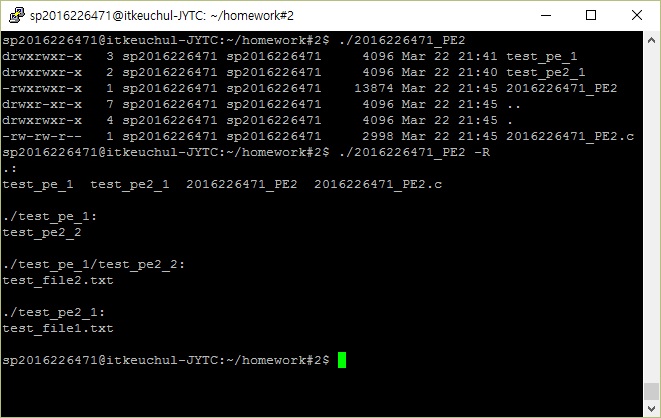 sp2016226471@itkeuchul-JYTC: ~/homework#2
sp2016226471@itkeuchul-JYTC:~/homework#2$ ./2016226471_PE2
drwxrwxr-x   3 sp2016226471 sp2016226471     4096 Mar 22 21:41 test_pe_1
drwxrwxr-x   2 sp2016226471 sp2016226471     4096 Mar 22 21:40 test_pe2_1
-rwxrwxr-x   1 sp2016226471 sp2016226471    13874 Mar 22 21:45 2016226471_PE2
drwxr-xr-x   7 sp2016226471 sp2016226471     4096 Mar 22 21:45 ..
drwxrwxr-x   4 sp2016226471 sp2016226471     4096 Mar 22 21:45 .
-rw-rw-r--   1 sp2016226471 sp2016226471     2998 Mar 22 21:45 2016226471_PE2.c
sp2016226471@itkeuchul-JYTC:~/homework#2$ ./2016226471_PE2 -R
.:
test_pe_1  test_pe2_1  2016226471_PE2  2016226471_PE2.c
./test_pe_1:
test_pe2_2
./test_pe_1/test_pe2_2:
test_file2.txt
./test_pe2_1:
test_file1.txt
sp2016226471@itkeuchul-JYTC:~/homework#2$